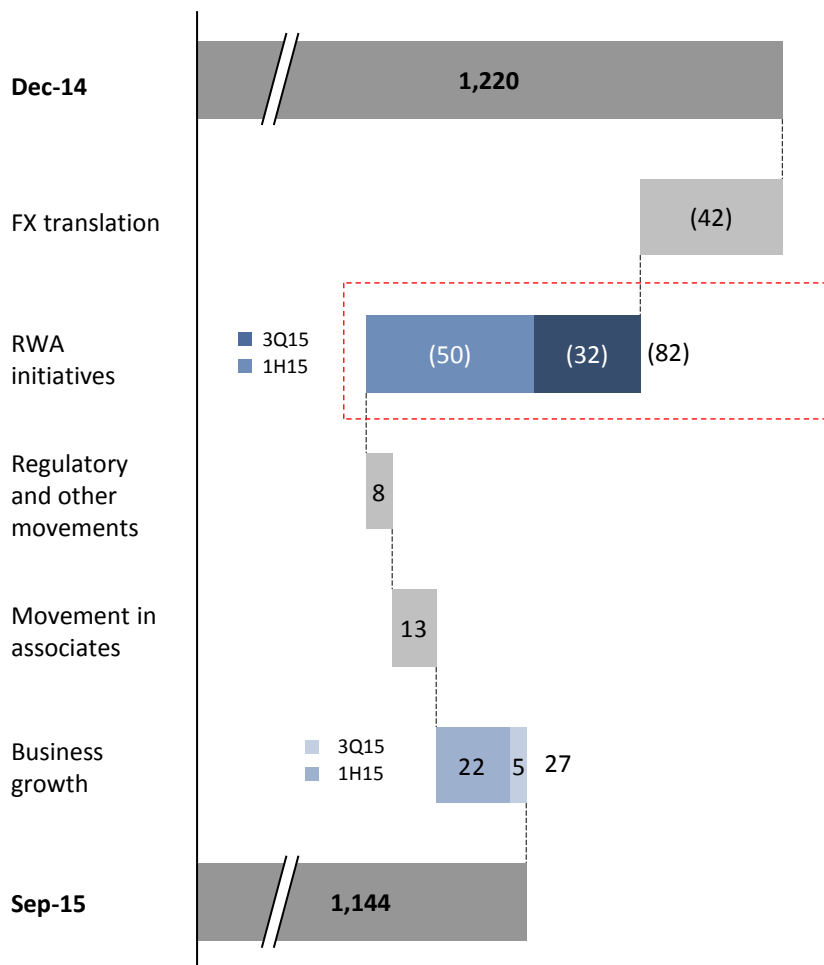 Dec-14
1,220
FX translation
(42)
RWA
initiatives
3Q15
1H15
(50)
(32)
(82)
Regulatory
and other
movements
8
Movement in
associates
13
Business
growth
3Q15
1H15
22
5
27
Sep-15
1,144